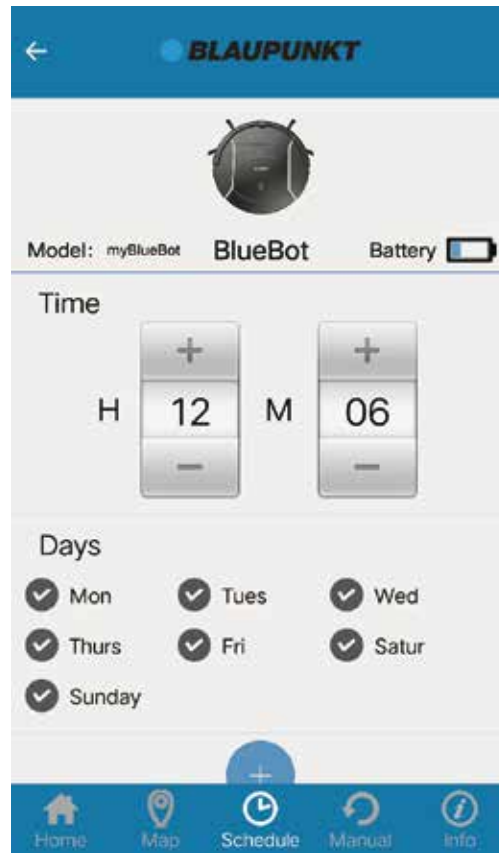 BLAUPUNKT
Model: myBlueBot BlueBot Battery
Time
+ +
H 12 M 06
− −
Days
Mon Tues Wed
Thurs Fri Satur
Sunday
+
Home Map Schedule Manual Info